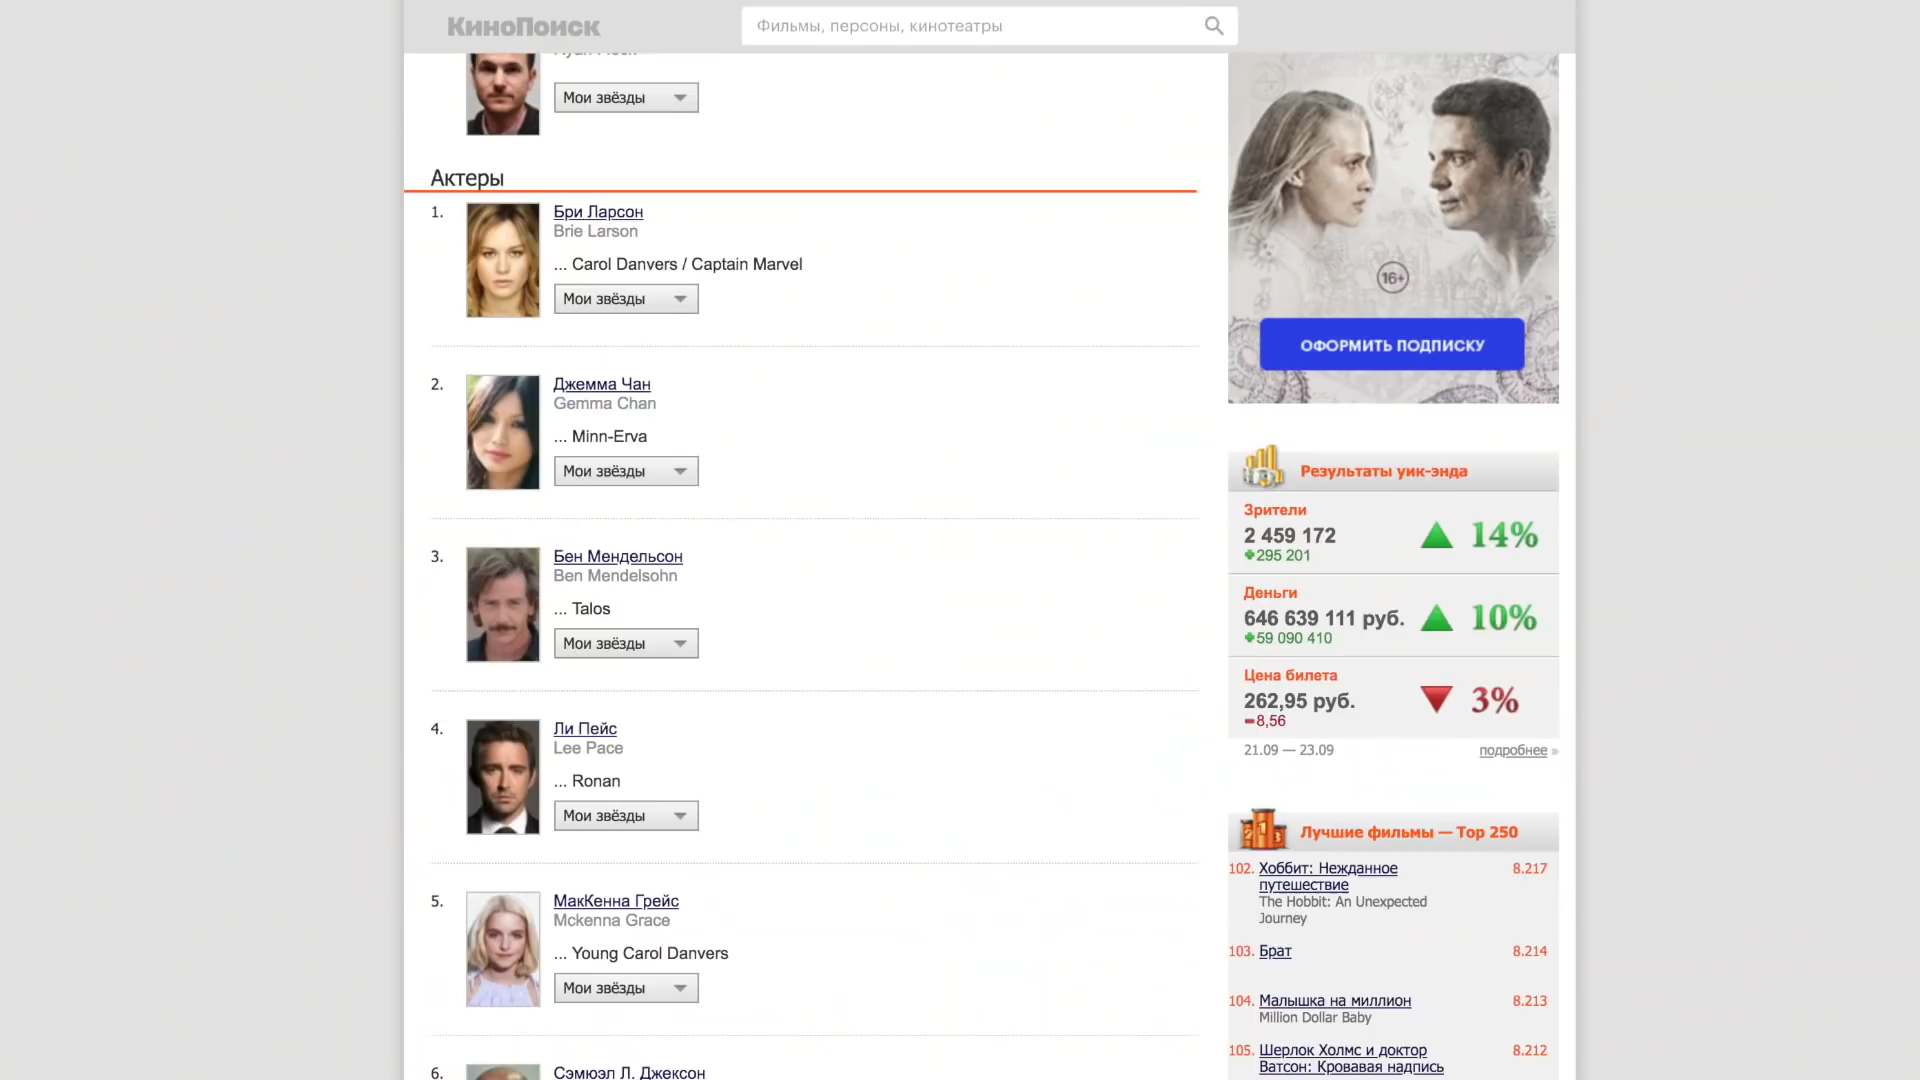 КиноПоиск
Фильмы, персоны, кинотеатры
Мои звёзды
Актеры
1.
Бри Ларсон
Brie Larson
... Carol Danvers / Captain Marvel
Мои звёзды
2.
Джемма Чан
Gemma Chan
... Minn-Erva
Мои звёзды
3.
Бен Мендельсон
Ben Mendelsohn
... Talos
Мои звёзды
4.
Ли Пейс
Lee Pace
... Ronan
Мои звёзды
5.
МакКенна Грейс
Mckenna Grace
... Young Carol Danvers
Мои звёзды
6.
Сэмюэл Л. Джексон
16+
ОФОРМИТЬ ПОДПИСКУ
Результаты уик-энда
Зрители
2 459 172
295 201
14%
Деньги
646 639 111 руб.
59 090 410
10%
Цена билета
262,95 руб.
8,56
3%
21.09 — 23.09
подробнее »
Лучшие фильмы — Top 250
102. Хоббит: Нежданное 8.217
путешествие
The Hobbit: An Unexpected
Journey
103. Брат 8.214
104. Малышка на миллион 8.213
Million Dollar Baby
105. Шерлок Холмс и доктор 8.212
Ватсон: Кровавая надпись